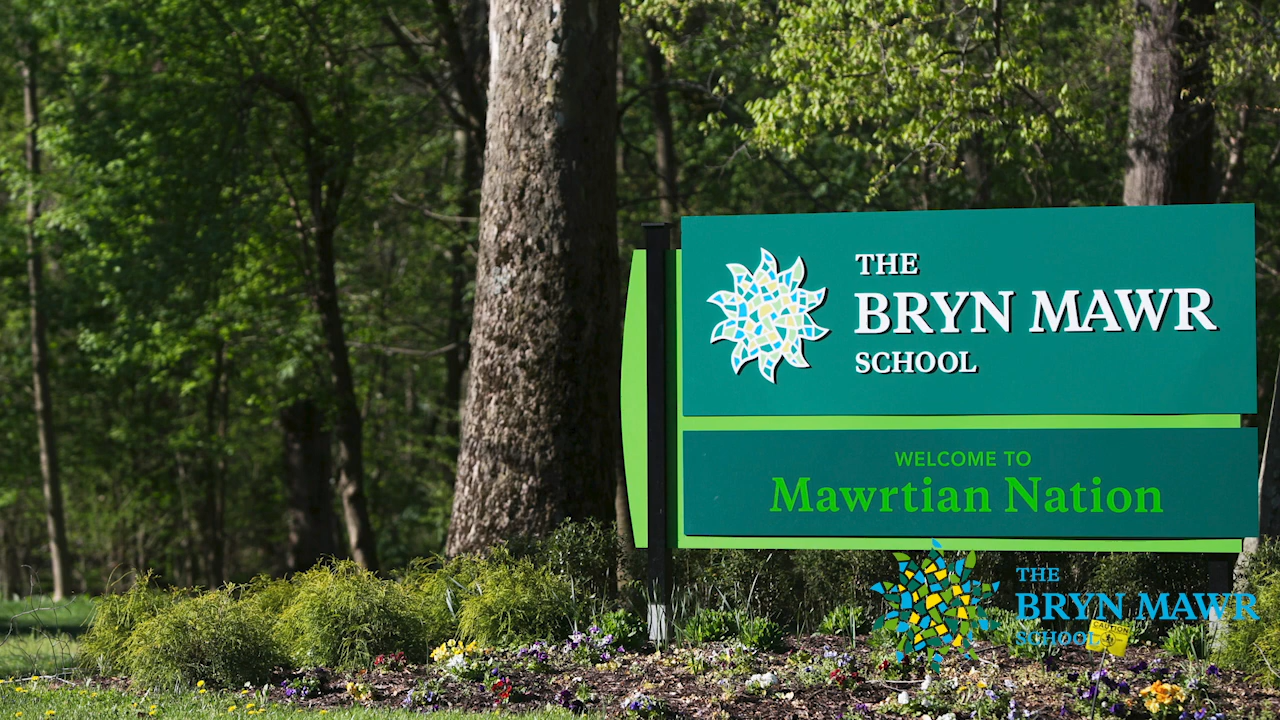 THE
BRYN MAWR
SCHOOL
WELCOME TO
Mawrtian Nation
THE
BRYN MAWR
SCHOOL